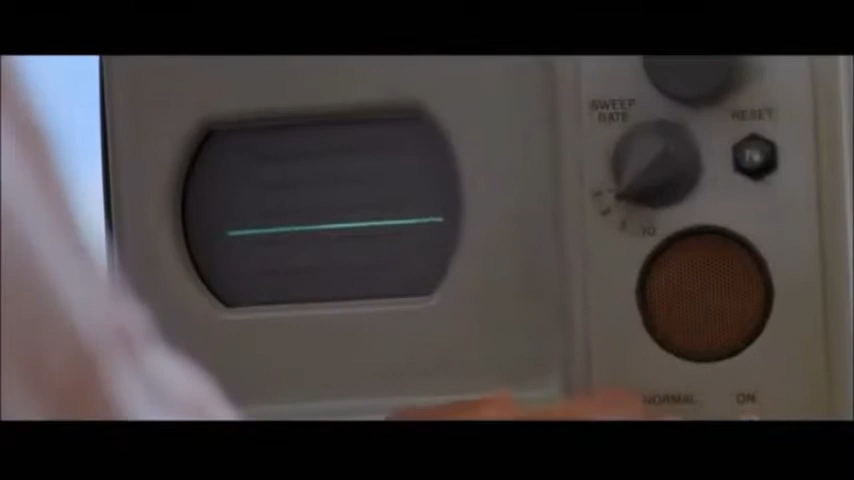 SWEEP
RATE
RESET
10
NORMAL
ON